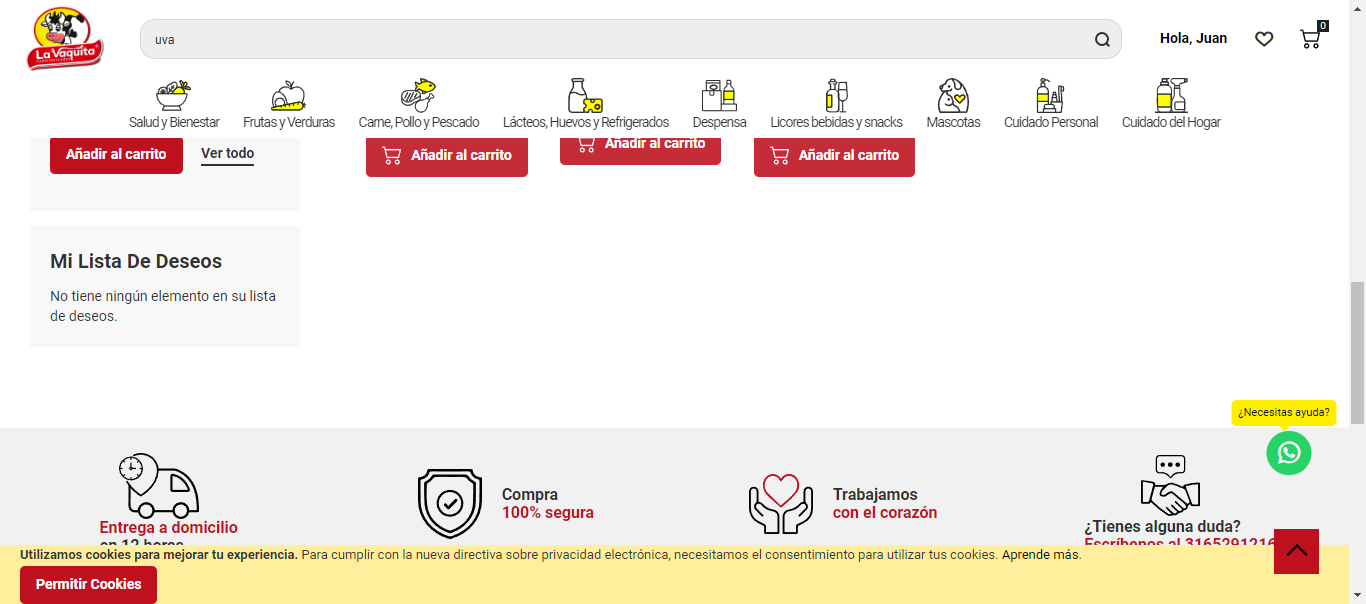 La Vaquita
uva
Hola, Juan
0
Salud y Bienestar
Frutas y Verduras
Carne, Pollo y Pescado
Lácteos, Huevos y Refrigerados
Despensa
Licores bebidas y snacks
Mascotas
Cuidado Personal
Cuidado del Hogar
Añadir al carrito
Ver todo
Añadir al carrito
Añadir al carrito
Añadir al carrito
Mi Lista De Deseos
No tiene ningún elemento en su lista
de deseos.
¿Necesitas ayuda?
Entrega a domicilio
en 12 horas
Compra
100% segura
Trabajamos
con el corazón
¿Tienes alguna duda?
Escríbenos al 3165291216
Utilizamos cookies para mejorar tu experiencia. Para cumplir con la nueva directiva sobre privacidad electrónica, necesitamos el consentimiento para utilizar tus cookies. Aprende más.
Permitir Cookies